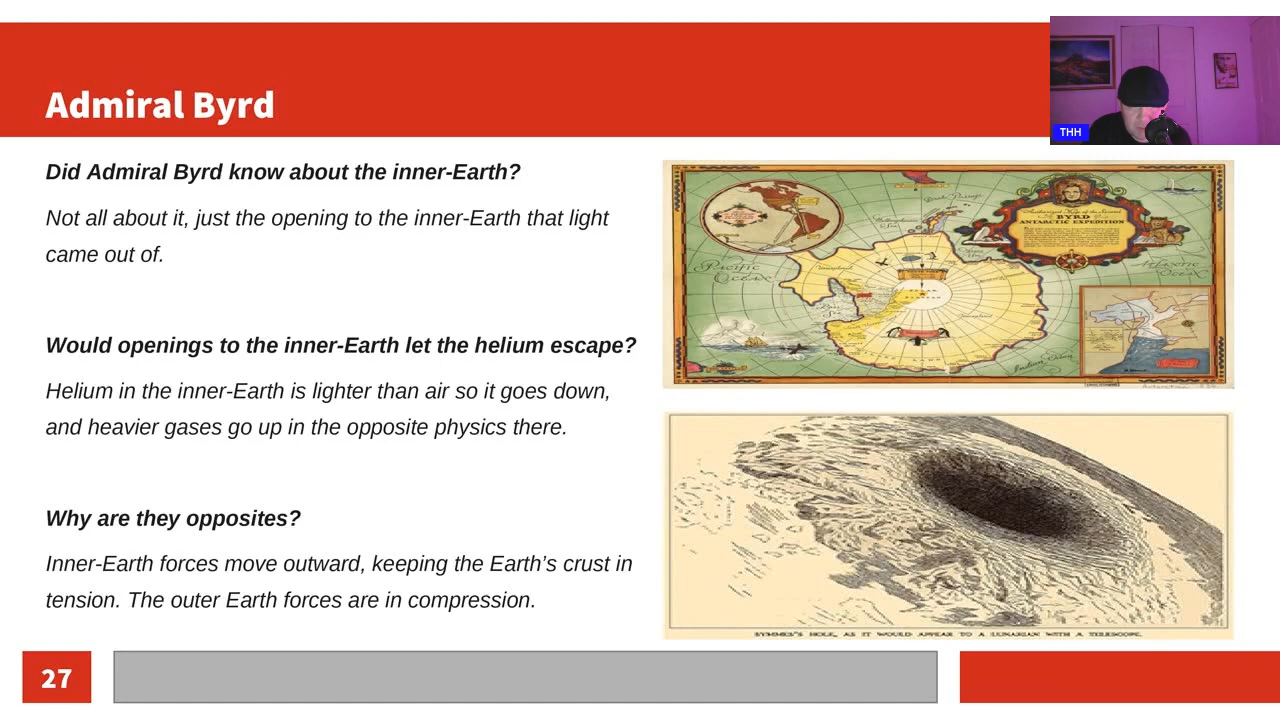 Admiral Byrd
THH
Did Admiral Byrd know about the inner-Earth?
Not all about it, just the opening to the inner-Earth that light
came out of.
Would openings to the inner-Earth let the helium escape?
Helium in the inner-Earth is lighter than air so it goes down,
and heavier gases go up in the opposite physics there.
Why are they opposites?
Inner-Earth forces move outward, keeping the Earth’s crust in
tension. The outer Earth forces are in compression.
BYRD
ANTARCTIC EXPEDITION
Pacific
Ocean
Atlantic
Ocean
Indian Ocean
SYMMES'S HOLE, AS IT WOULD APPEAR TO A LUNARIAN WITH A TELESCOPE.
27